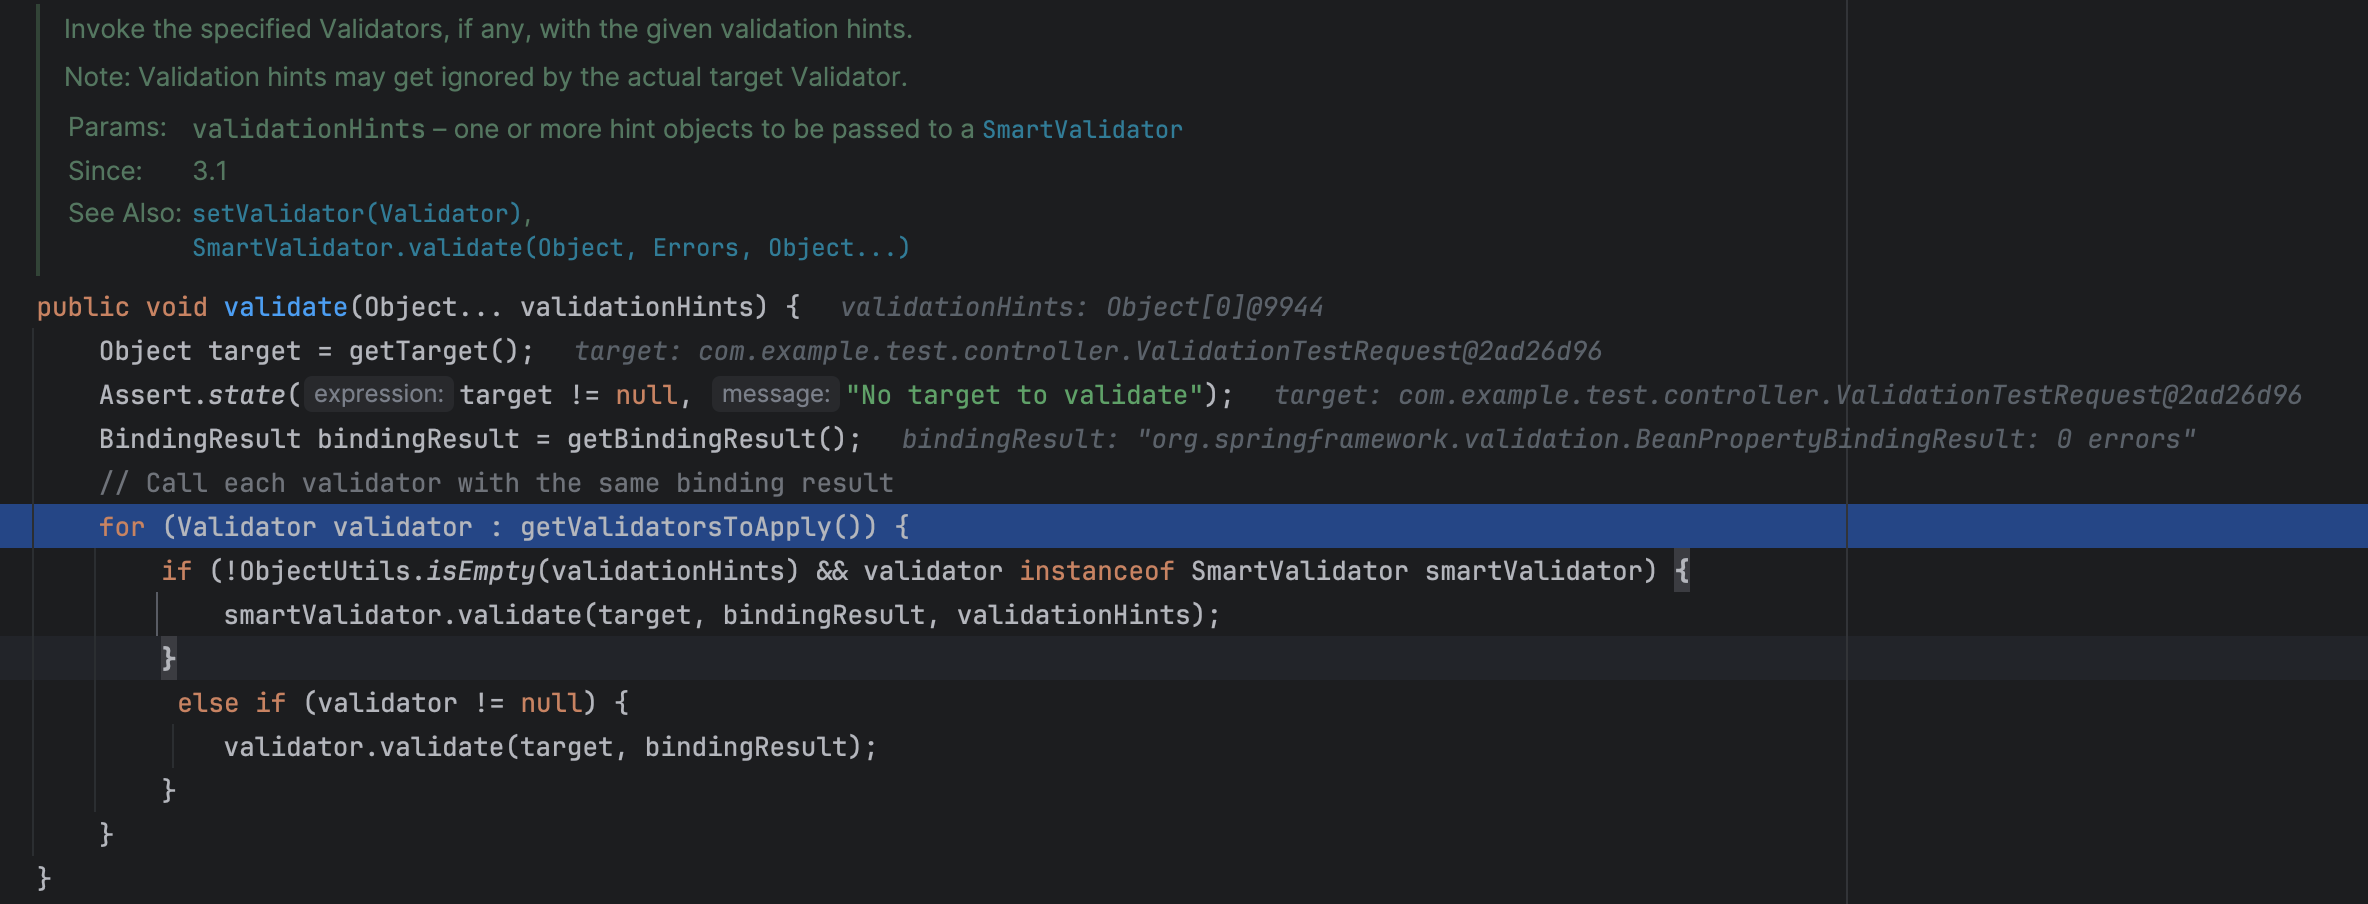 Invoke the specified Validators, if any, with the given validation hints.
Note: Validation hints may get ignored by the actual target Validator.
Params: validationHints – one or more hint objects to be passed to a SmartValidator
Since: 3.1
See Also: setValidator(Validator),
SmartValidator.validate(Object, Errors, Object...)
public void validate(Object... validationHints) { validationHints: Object[0]@9944
Object target = getTarget(); target: com.example.test.controller.ValidationTestRequest@2ad26d96
Assert.state( expression: target != null, message: "No target to validate"); target: com.example.test.controller.ValidationTestRequest@2ad26d96
BindingResult bindingResult = getBindingResult(); bindingResult: "org.springframework.validation.BeanPropertyBindingResult: 0 errors"
// Call each validator with the same binding result
for (Validator validator : getValidatorsToApply()) {
if (!ObjectUtils.isEmpty(validationHints) && validator instanceof SmartValidator smartValidator) {
smartValidator.validate(target, bindingResult, validationHints);
}
else if (validator != null) {
validator.validate(target, bindingResult);
}
}
}